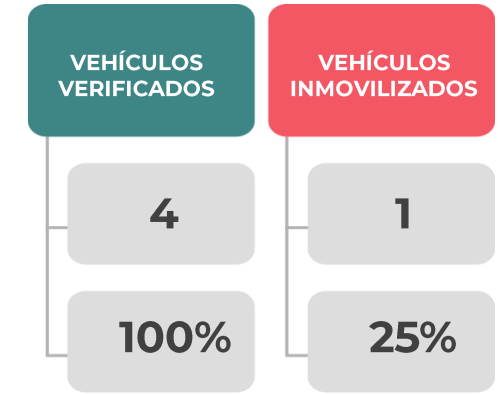 VEHÍCULOS
VERIFICADOS
4
100%
VEHÍCULOS
INMOVILIZADOS
1
25%